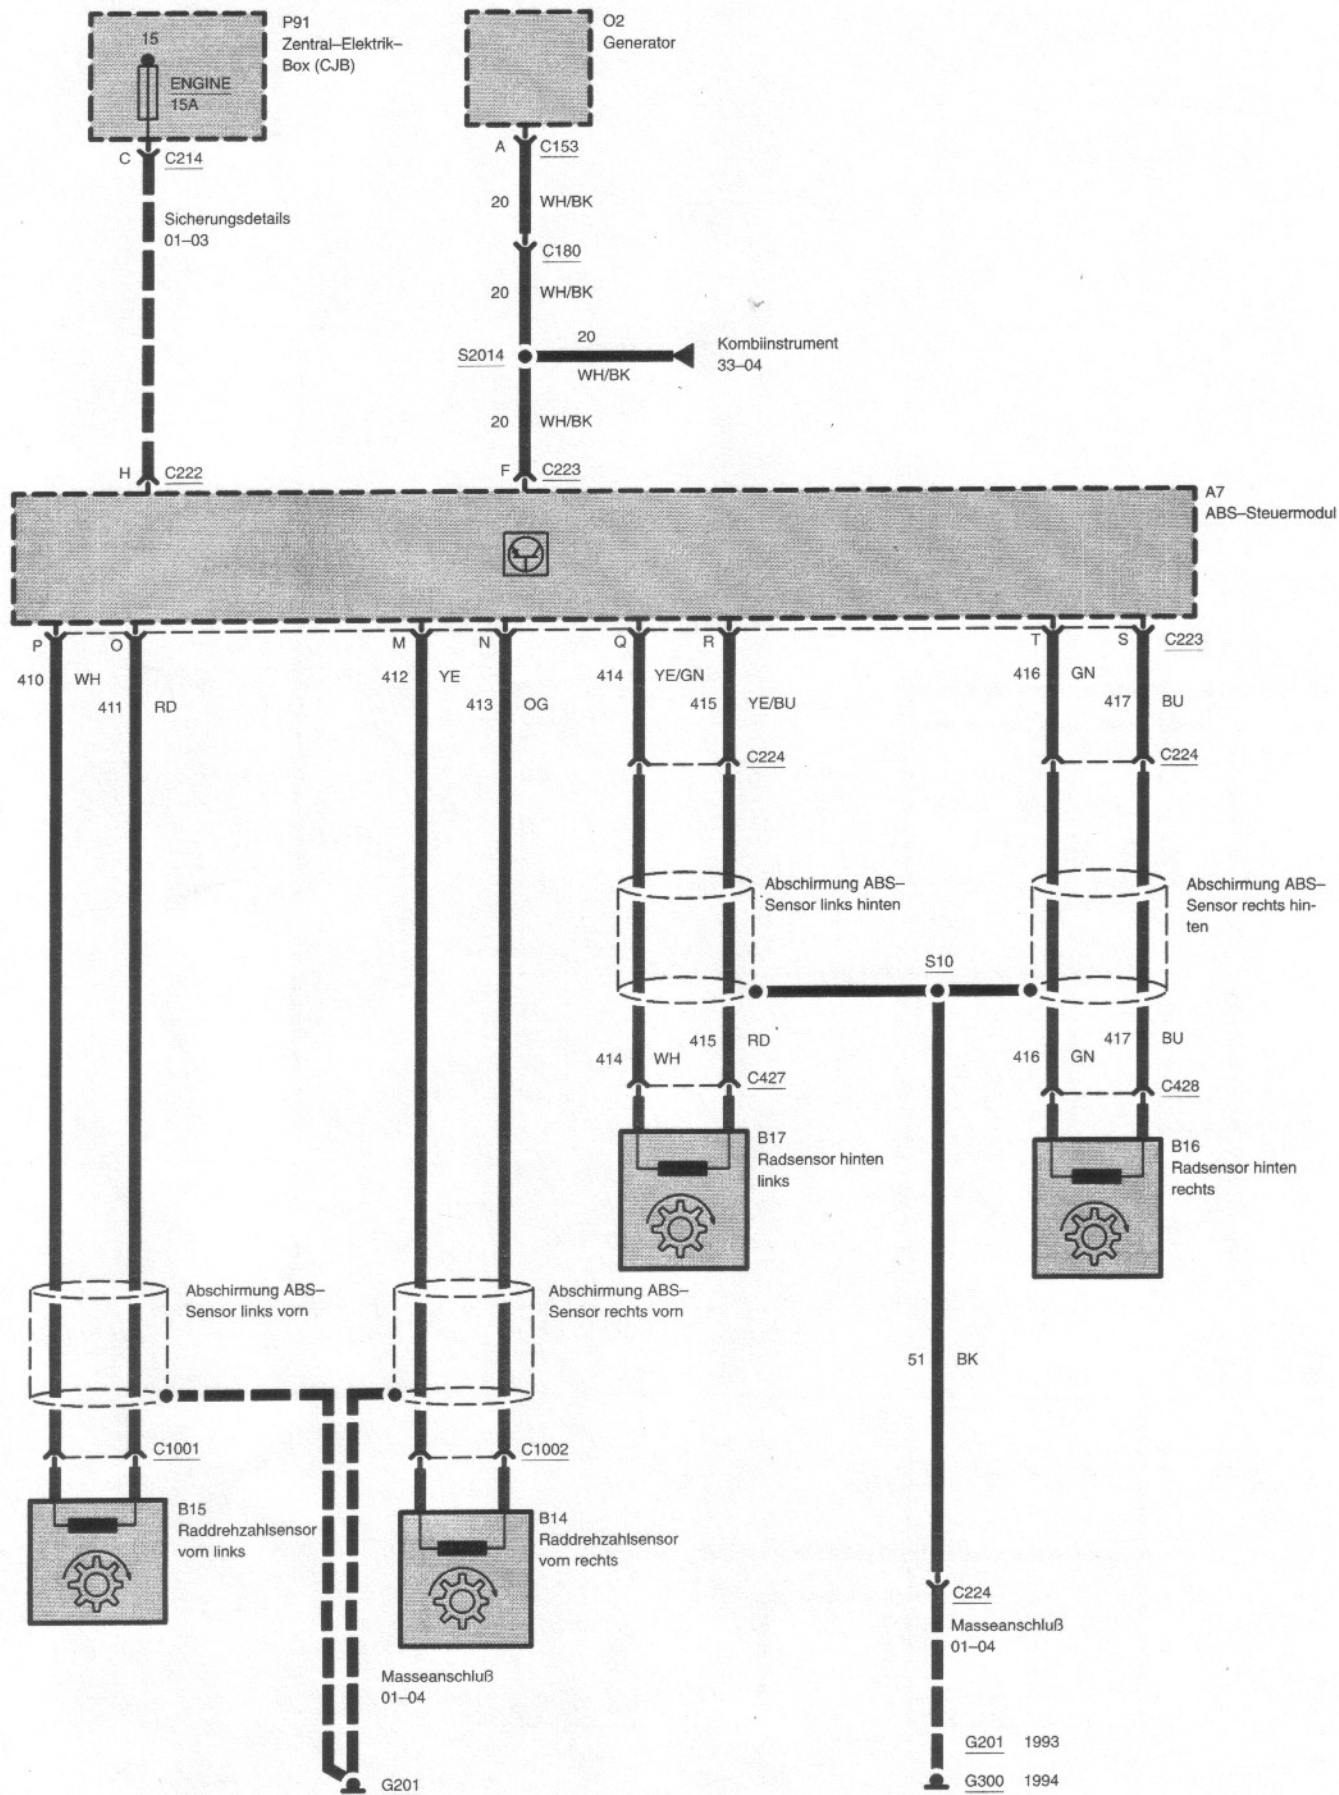 P91
Zentral–Elektrik–
Box (CJB)
15
ENGINE
15A
C
C214
Sicherungsdetails
01–03
H
C222
O2
Generator
A
C153
20
WH/BK
C180
20
WH/BK
S2014
20
WH/BK
Kombiinstrument
33–04
20
WH/BK
F
C223
A7
ABS–Steuermodul
P
O
M
N
Q
R
T
S
C223
410
WH
411
RD
412
YE
413
OG
414
YE/GN
415
YE/BU
416
GN
417
BU
C224
C224
Abschirmung ABS–
Sensor links hinten
Abschirmung ABS–
Sensor rechts hin-
ten
S10
414
WH
415
RD
C427
416
GN
417
BU
C428
B17
Radsensor hinten
links
B16
Radsensor hinten
rechts
Abschirmung ABS–
Sensor links vorn
Abschirmung ABS–
Sensor rechts vorn
51
BK
C1001
C1002
B15
Raddrehzahlsensor
vorn links
B14
Raddrehzahlsensor
vorn rechts
C224
Masseanschluß
01–04
Masseanschluß
01–04
G201
G201
1993
G300
1994